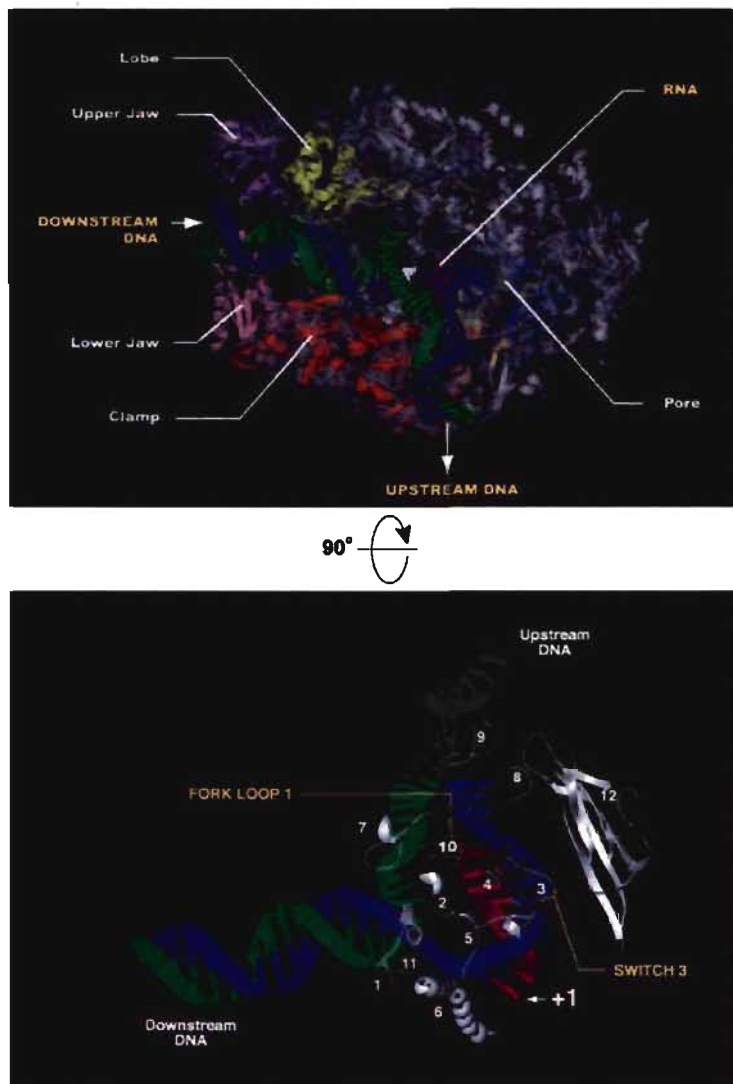 Lobe
RNA
Upper Jaw
DOWNSTREAM
DNA
Lower Jaw
Clamp
Pore
UPSTREAM DNA
90°
Upstream
DNA
9
8
12
FORK LOOP 1
7
10
4
3
2
5
11
SWITCH 3
1
+1
6
Downstream
DNA